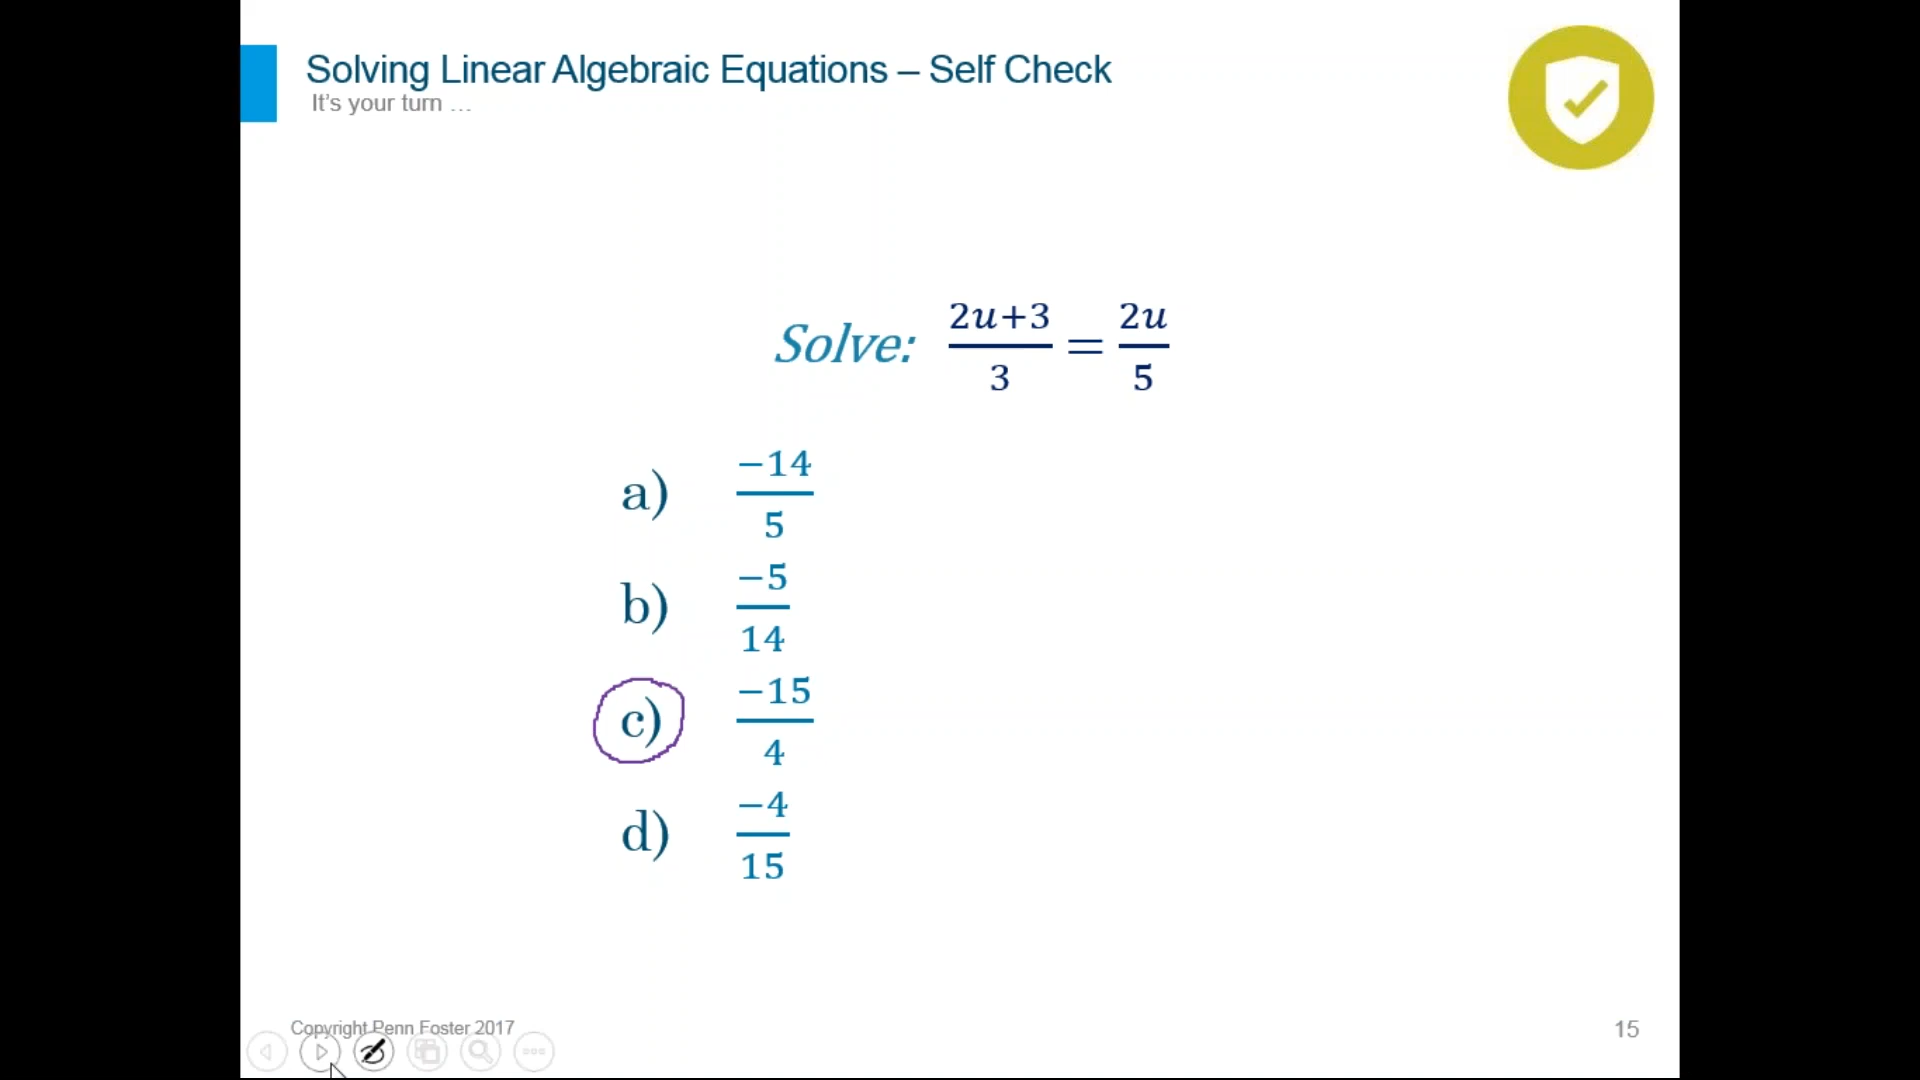 Solving Linear Algebraic Equations – Self Check
It's your turn …
Solve: (2u+3)/3 = 2u/5
a) −14/5
b) −5/14
c) −15/4
d) −4/15
Copyright Penn Foster 2017
15